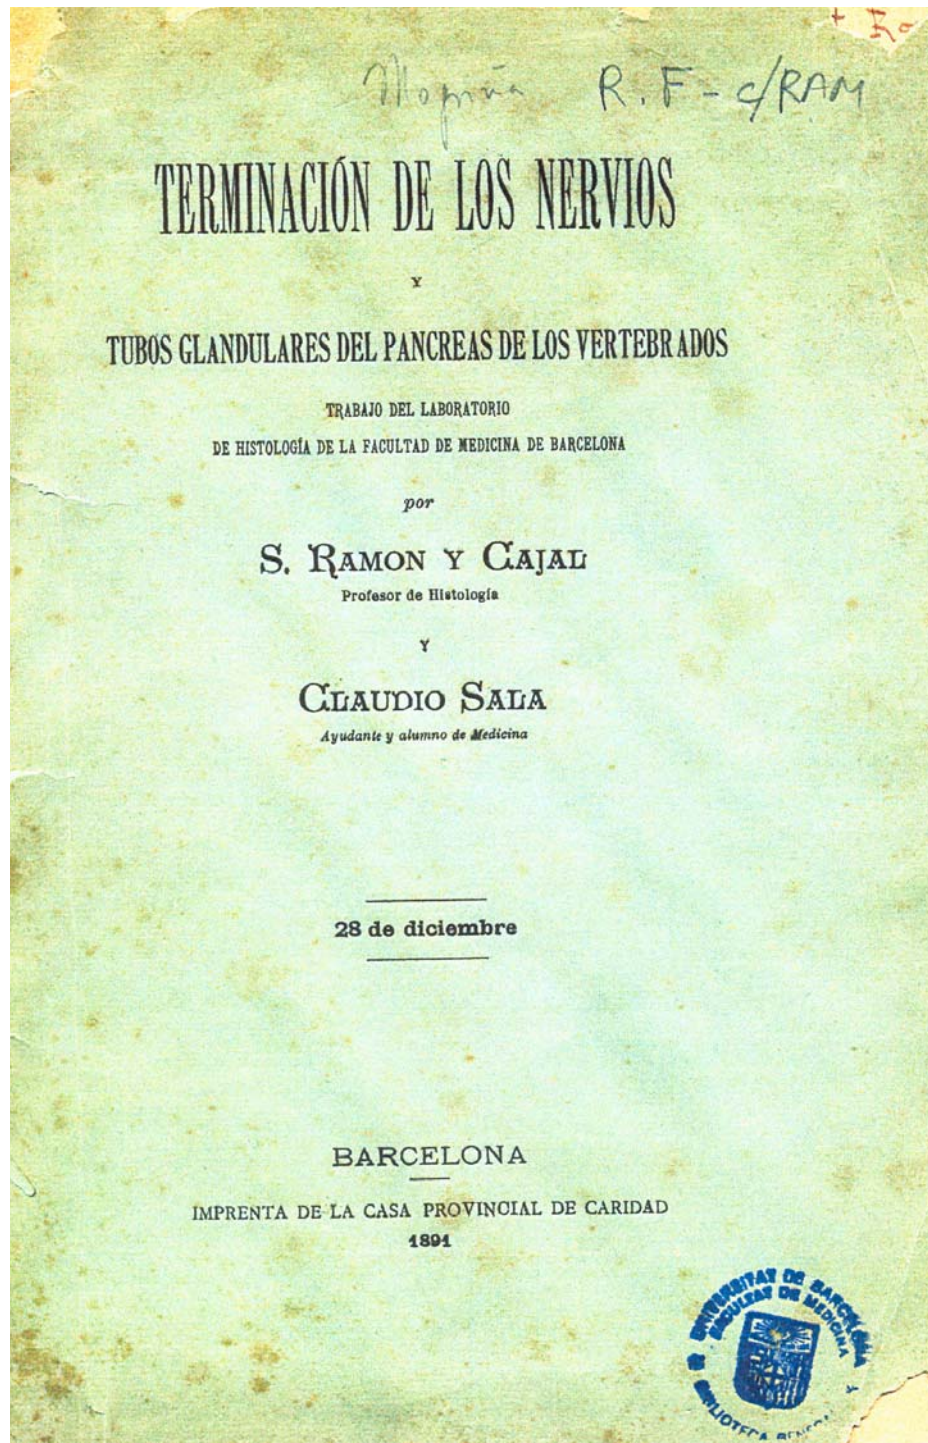 R. F - c/RAM
TERMINACIÓN DE LOS NERVIOS
Y
TUBOS GLANDULARES DEL PANCREAS DE LOS VERTEBRADOS
TRABAJO DEL LABORATORIO
DE HISTOLOGÍA DE LA FACULTAD DE MEDICINA DE BARCELONA
por
S. RAMON Y CAJAL
Profesor de Histología
Y
CLAUDIO SALA
Ayudante y alumno de Medicina
28 de diciembre
BARCELONA
IMPRENTA DE LA CASA PROVINCIAL DE CARIDAD
1891
UNIVERSITAT DE BARCELONA
FACULTAT DE MEDICINA
BIBLIOTECA